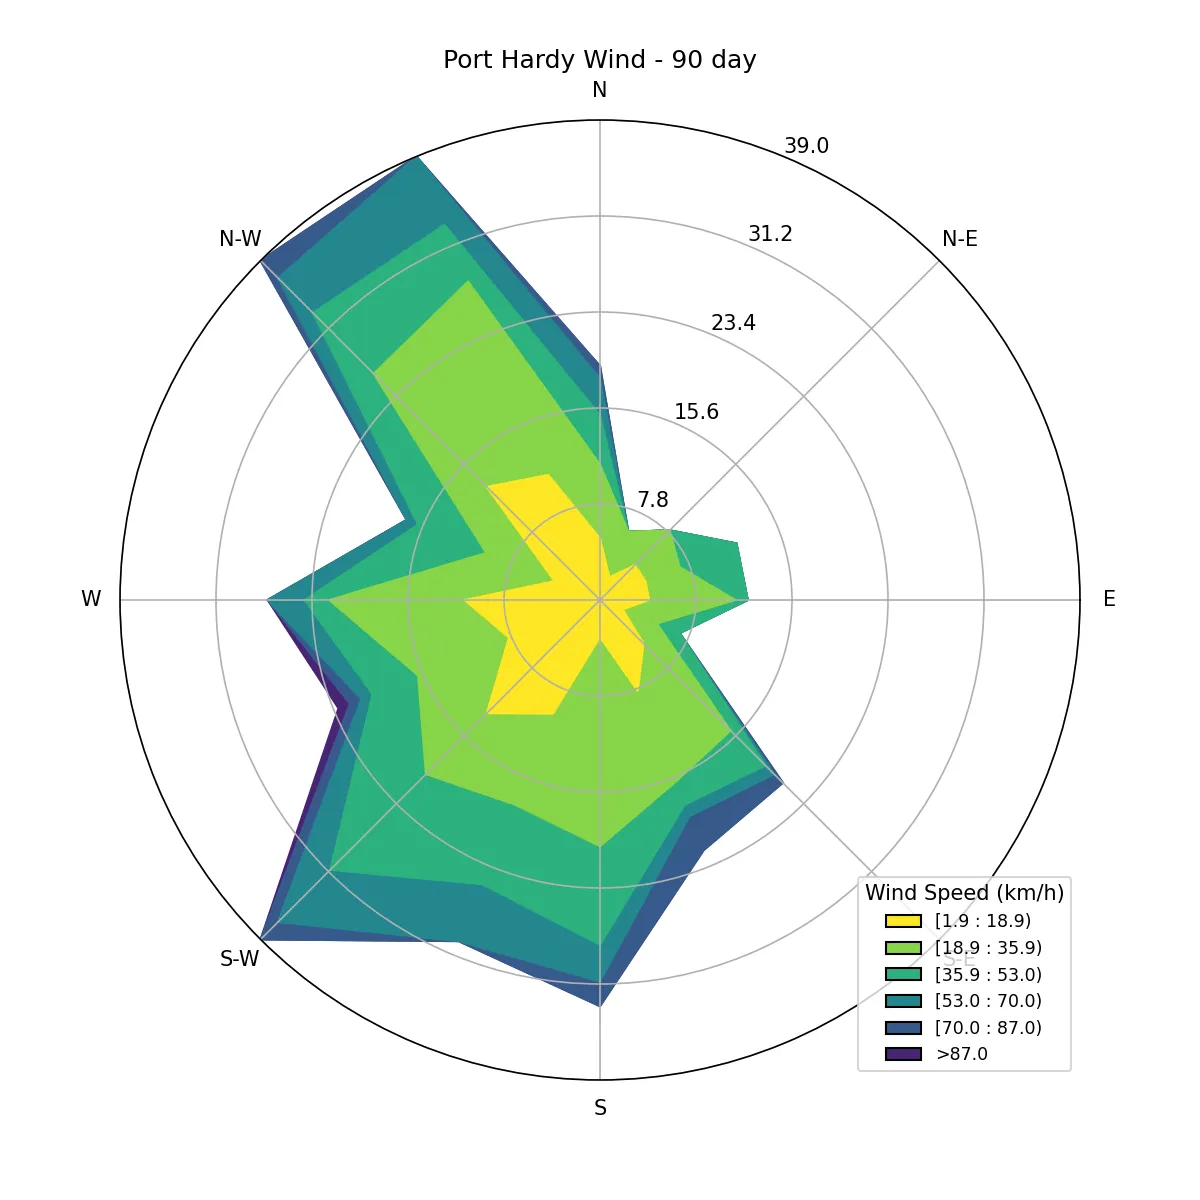 Port Hardy Wind - 90 day
N
39.0
N-W
N-E
31.2
23.4
15.6
7.8
W
E
S-W
S-E
S
Wind Speed (km/h)
[1.9 : 18.9)
[18.9 : 35.9)
[35.9 : 53.0)
[53.0 : 70.0)
[70.0 : 87.0)
>87.0